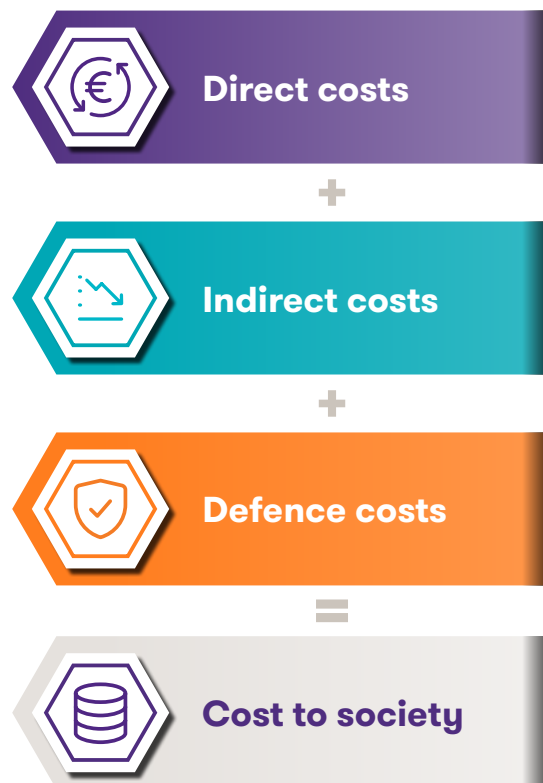 Direct costs
+
Indirect costs
+
Defence costs
=
Cost to society